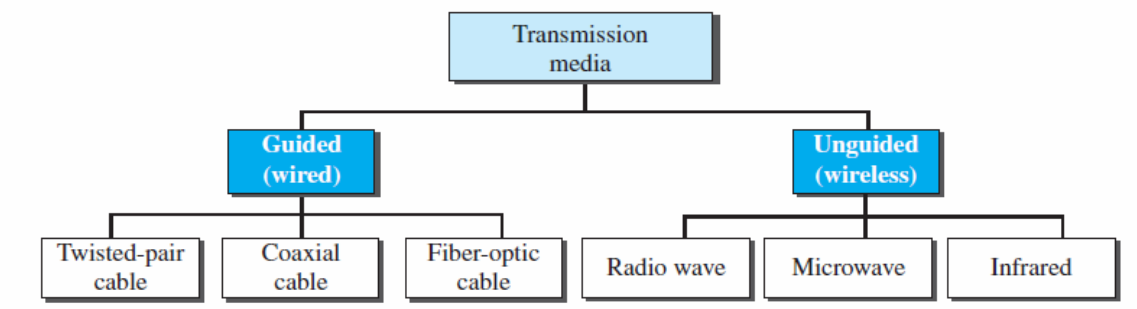 Transmission
media
Guided
(wired)
Unguided
(wireless)
Twisted-pair
cable
Coaxial
cable
Fiber-optic
cable
Radio wave
Microwave
Infrared